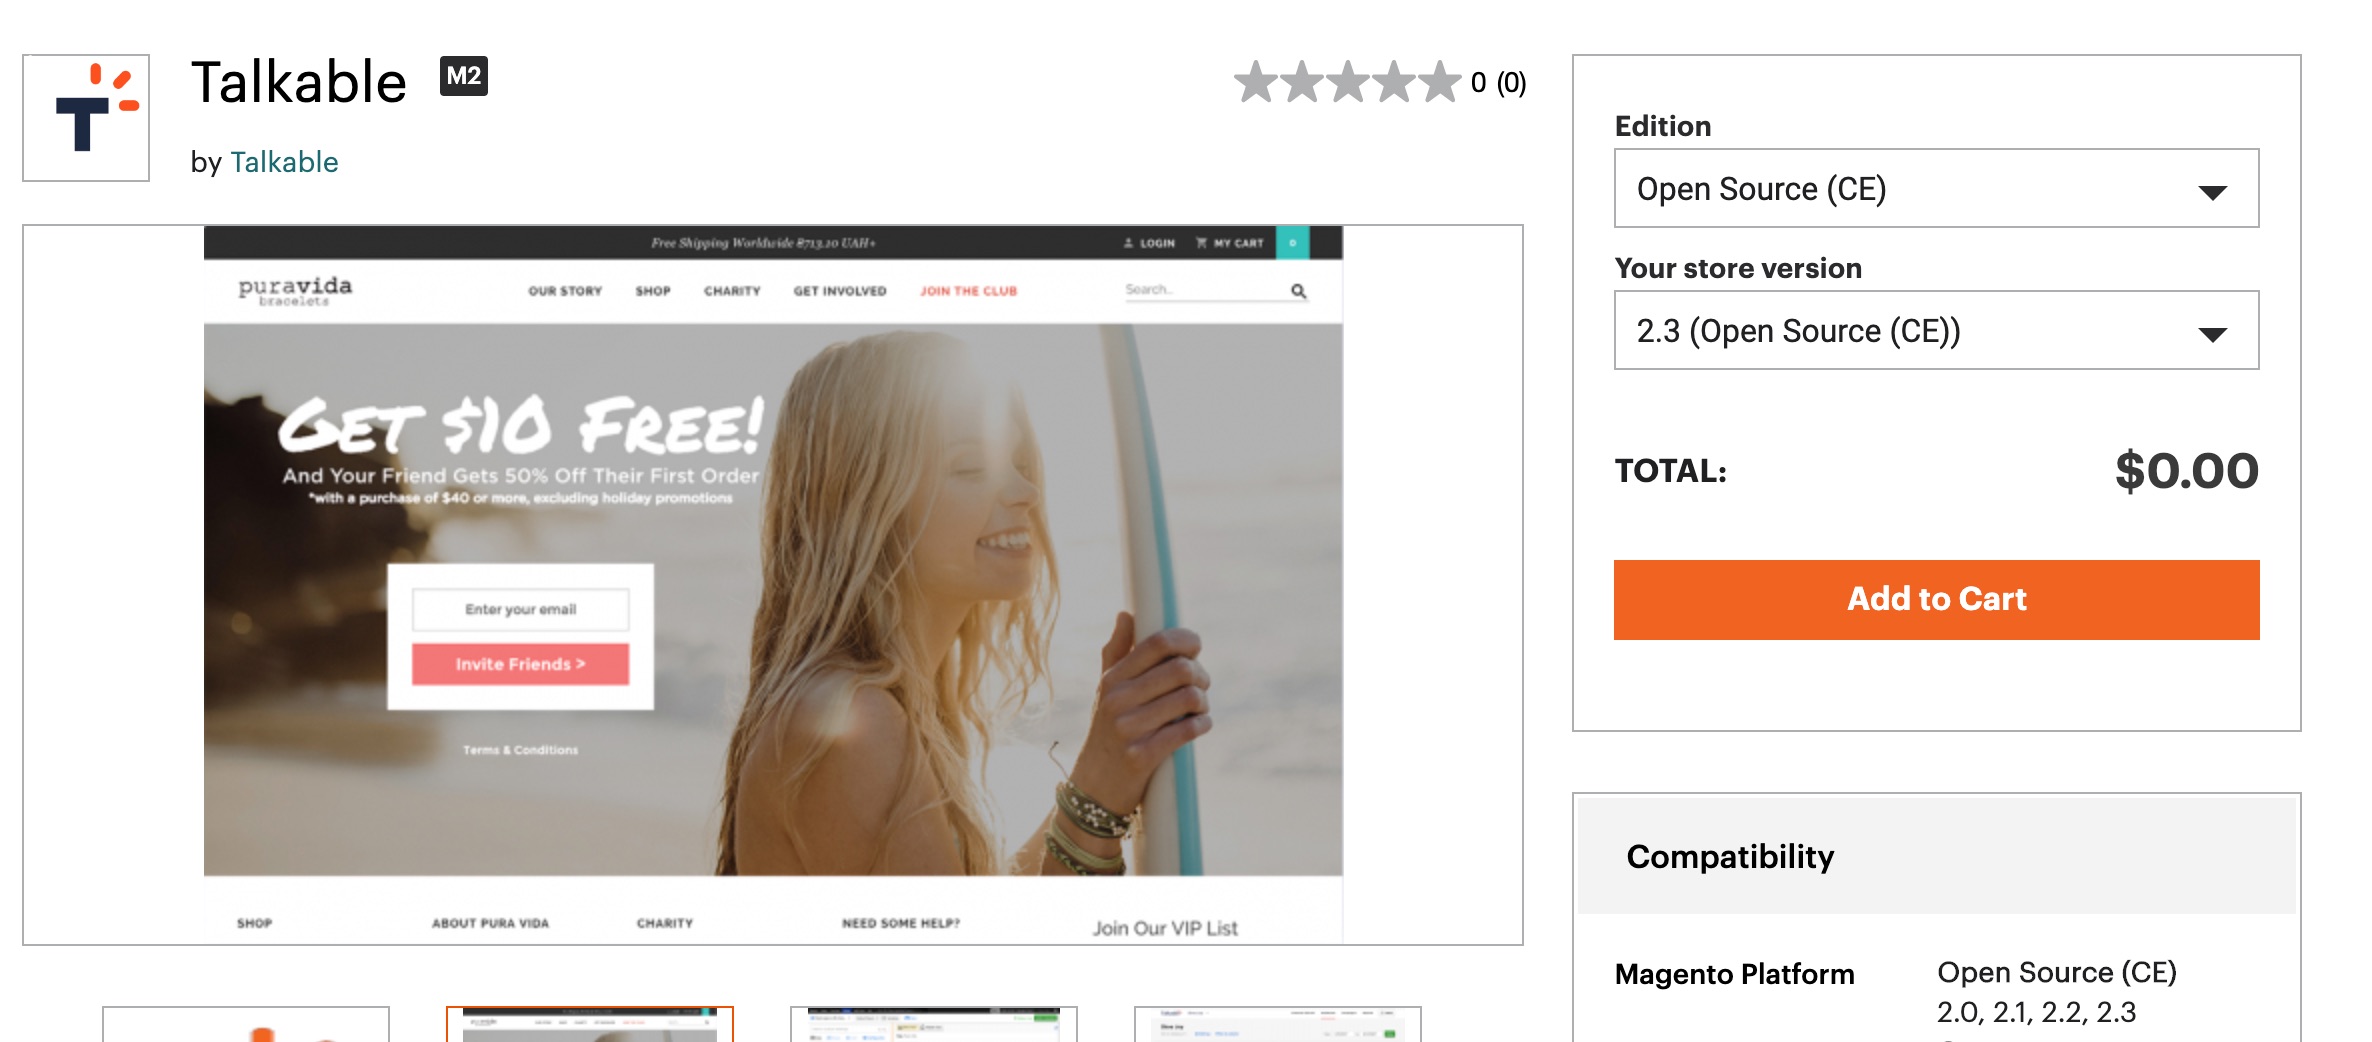 Talkable M2
0 (0)
by Talkable
Free Shipping Worldwide 8713.10 UAH+
LOGIN
MY CART
0
puravida
bracelets
OUR STORY
SHOP
CHARITY
GET INVOLVED
JOIN THE CLUB
Search...
GET $10 FREE!
And Your Friend Gets 50% Off Their First Order
*with a purchase of $40 or more, excluding holiday promotions
Enter your email
Invite Friends >
Terms & Conditions
SHOP
ABOUT PURA VIDA
CHARITY
NEED SOME HELP?
Join Our VIP List
Edition
Open Source (CE)
Your store version
2.3 (Open Source (CE))
TOTAL: $0.00
Add to Cart
Compatibility
Magento Platform
Open Source (CE)
2.0, 2.1, 2.2, 2.3